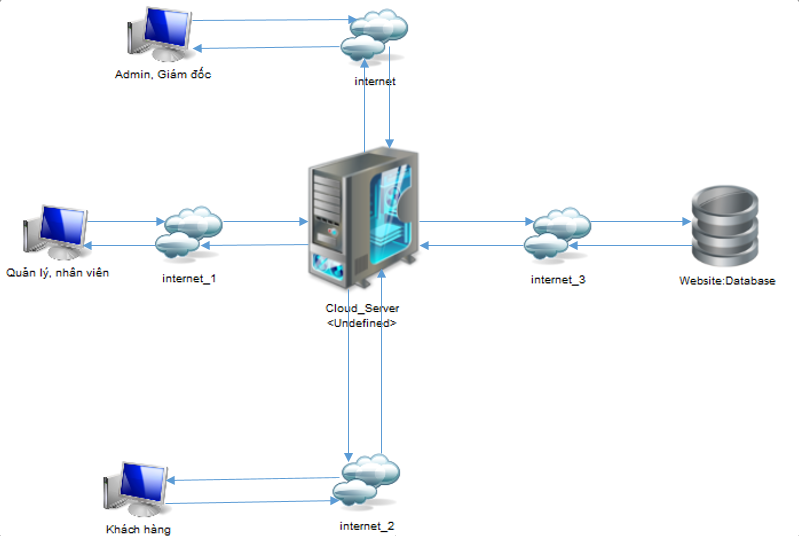 Admin, Giám đốc
internet
Quản lý, nhân viên
internet_1
Cloud_Server
<Undefined>
internet_3
Website:Database
Khách hàng
internet_2